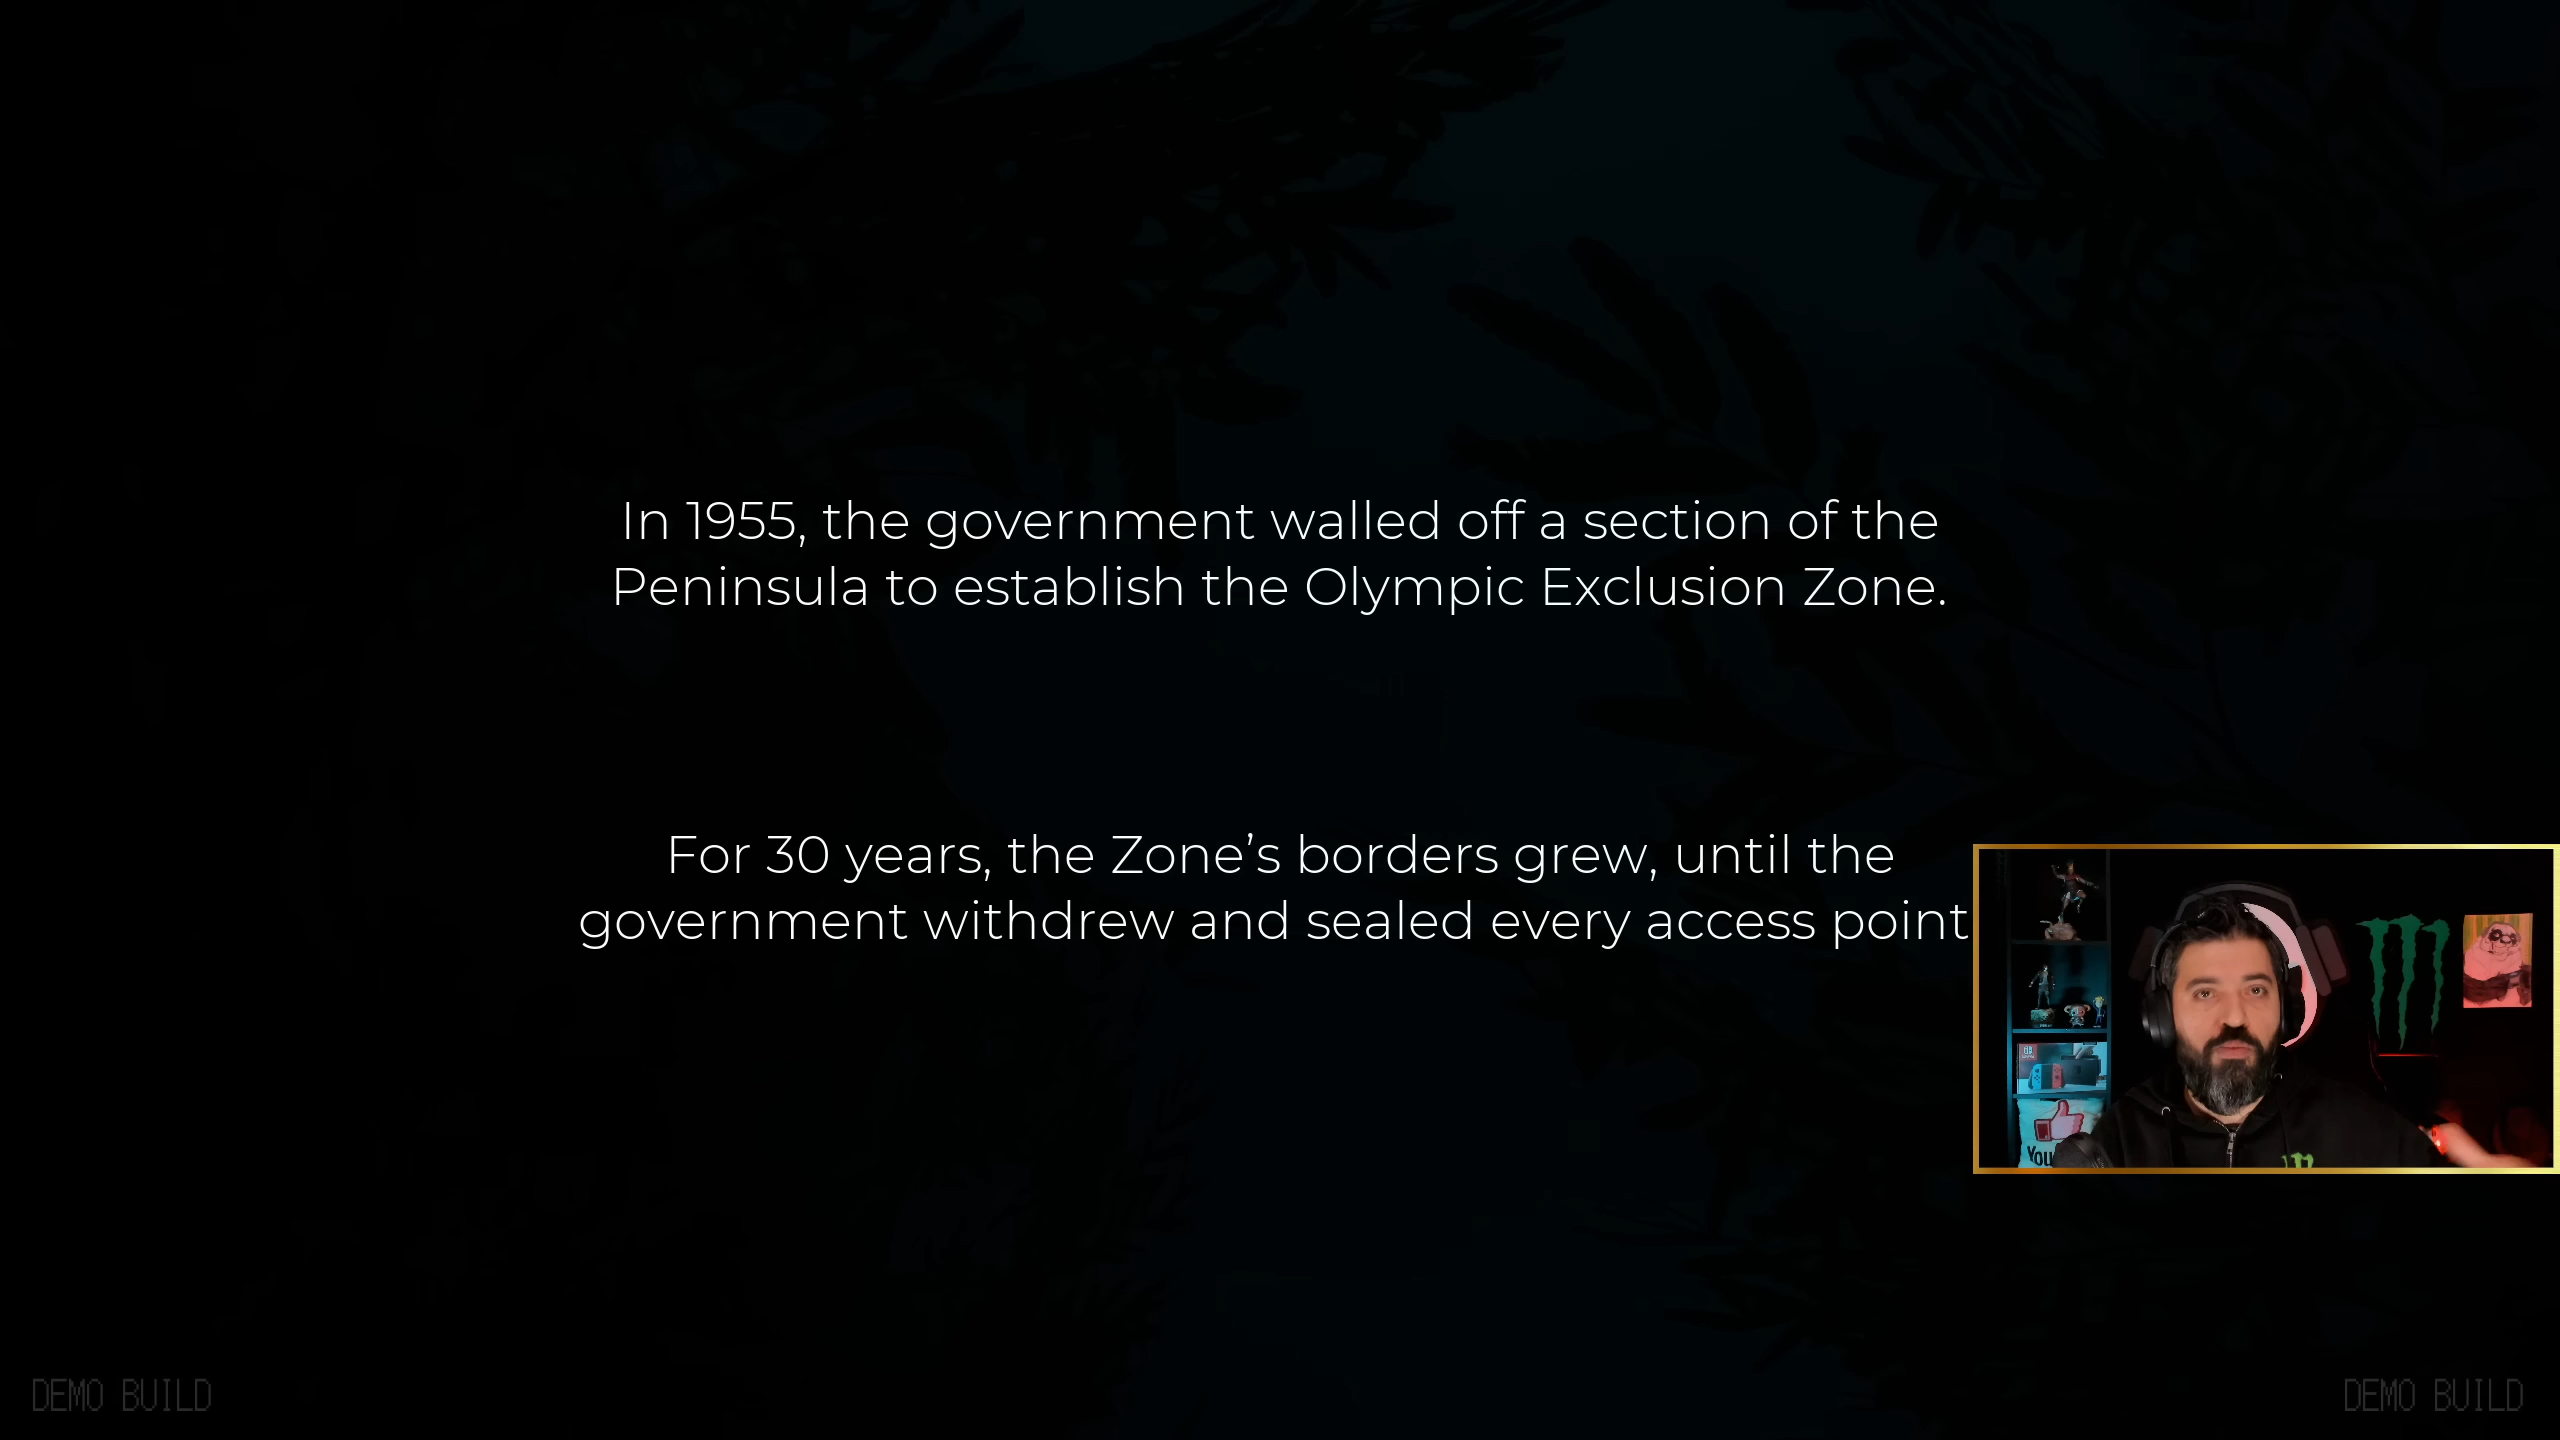 In 1955, the government walled off a section of the
Peninsula to establish the Olympic Exclusion Zone.
For 30 years, the Zone’s borders grew, until the
government withdrew and sealed every access point
You
DEMO BUILD
DEMO BUILD